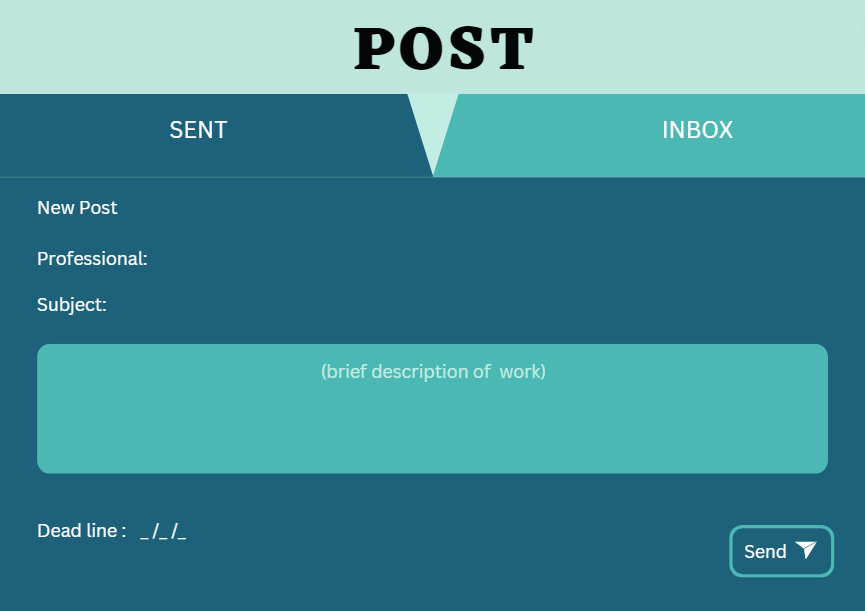 POST
SENT
INBOX
New Post
Professional:
Subject:
(brief description of  work)
Dead line :   _ /_ /_
Send